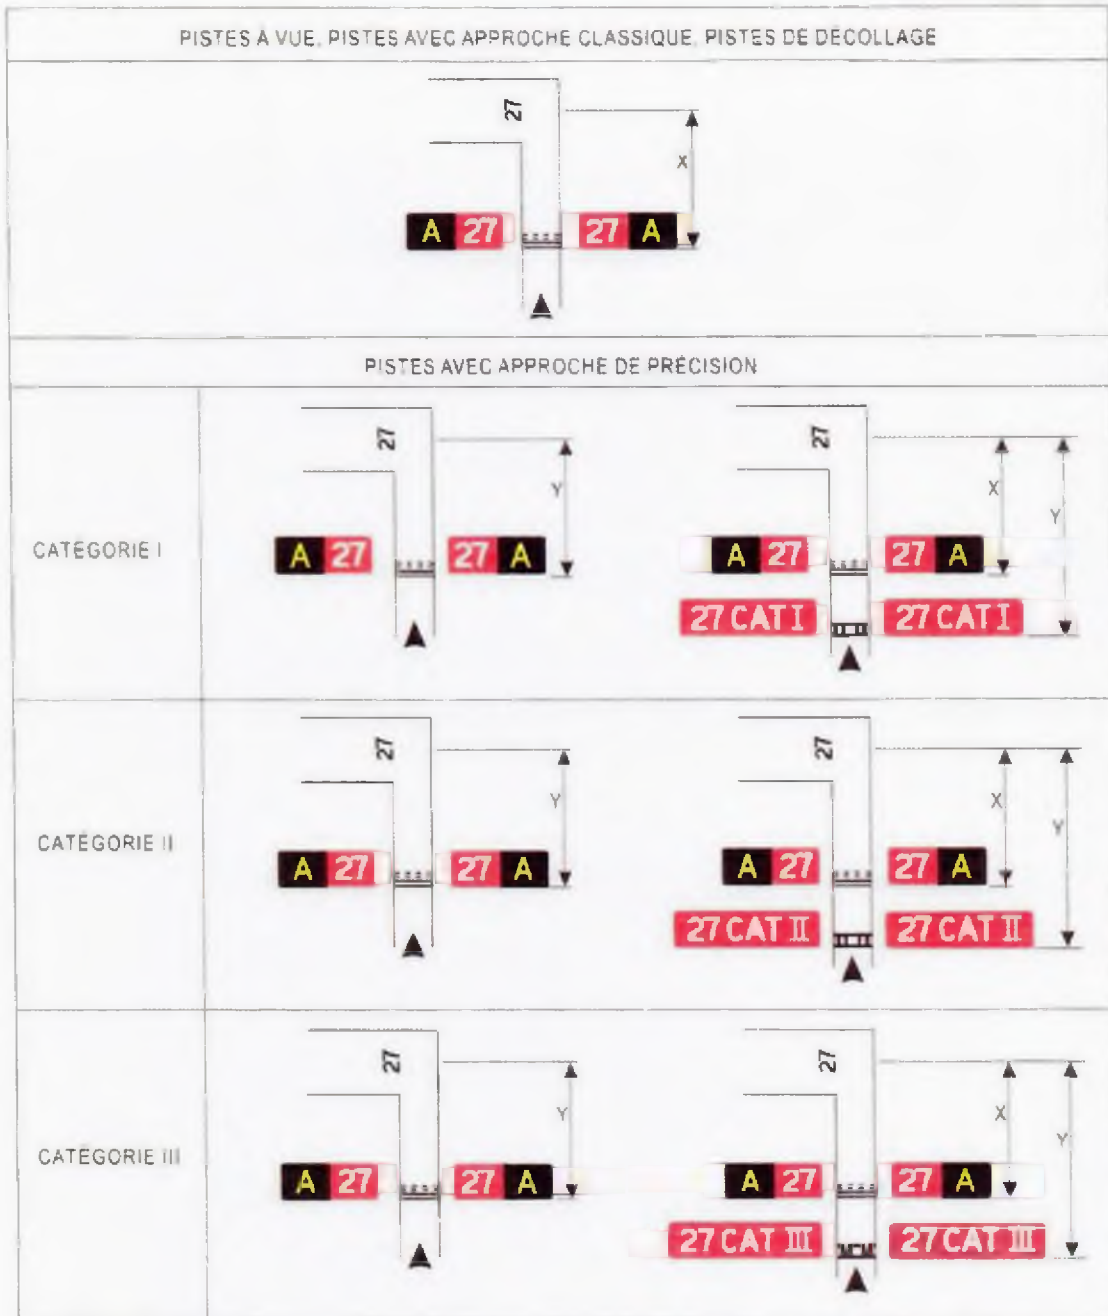 PISTES À VUE, PISTES AVEC APPROCHE CLASSIQUE, PISTES DE DÉCOLLAGE
27
X
A 27
27 A
PISTES AVEC APPROCHE DE PRÉCISION
CATÉGORIE I
27
Y
A 27
27 A
27
X
Y
A 27
27 A
27 CAT I
27 CAT I
CATÉGORIE II
27
Y
A 27
27 A
27
X
Y
A 27
27 A
27 CAT II
27 CAT II
CATÉGORIE III
27
Y
A 27
27 A
27
X
Y
A 27
27 A
27 CAT III
27 CAT III